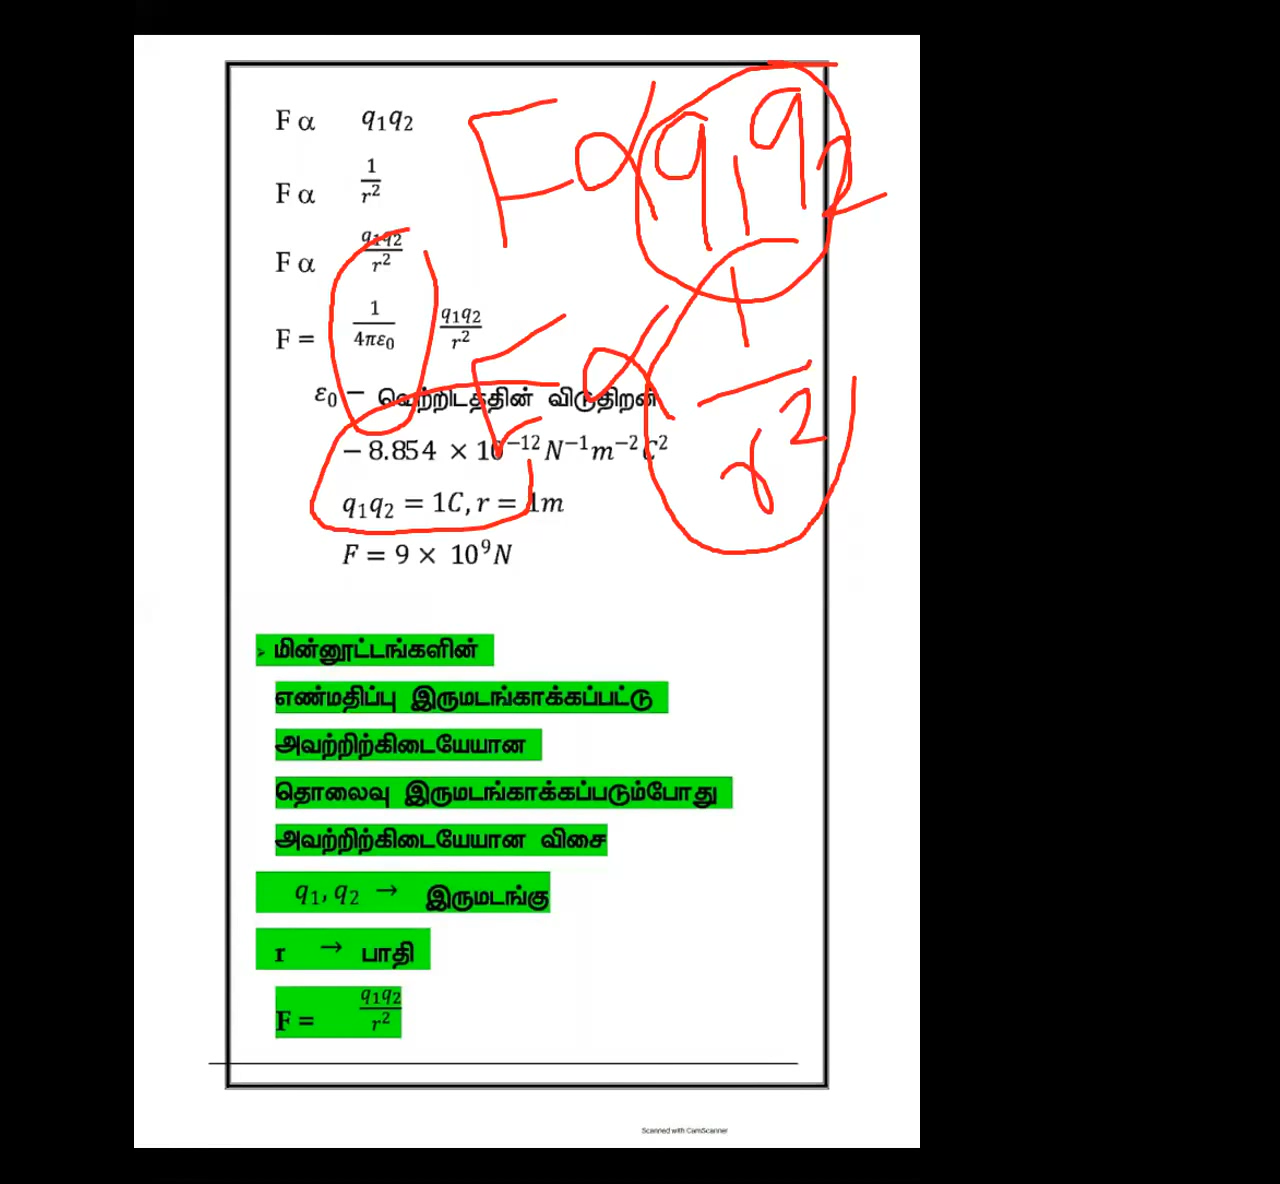 F α q₁q₂
F α 1/r²
F α q₁q₂/r²
F = 1/4πε₀ q₁q₂/r²
ε₀ – வெற்றிடத்தின் விடுதிறன்
– 8.854 × 10⁻¹² N⁻¹m⁻²C²
q₁q₂ = 1C, r = 1m
F = 9 × 10⁹N
F α q₁q₂
F α 1/r²
➢ மின்னூட்டங்களின்
எண்மதிப்பு இருமடங்காக்கப்பட்டு
அவற்றிற்கிடையேயான
தொலைவு இருமடங்காக்கப்படும்போது
அவற்றிற்கிடையேயான விசை
q₁, q₂ → இருமடங்கு
r → பாதி
F = q₁q₂/r²
Scanned with CamScanner